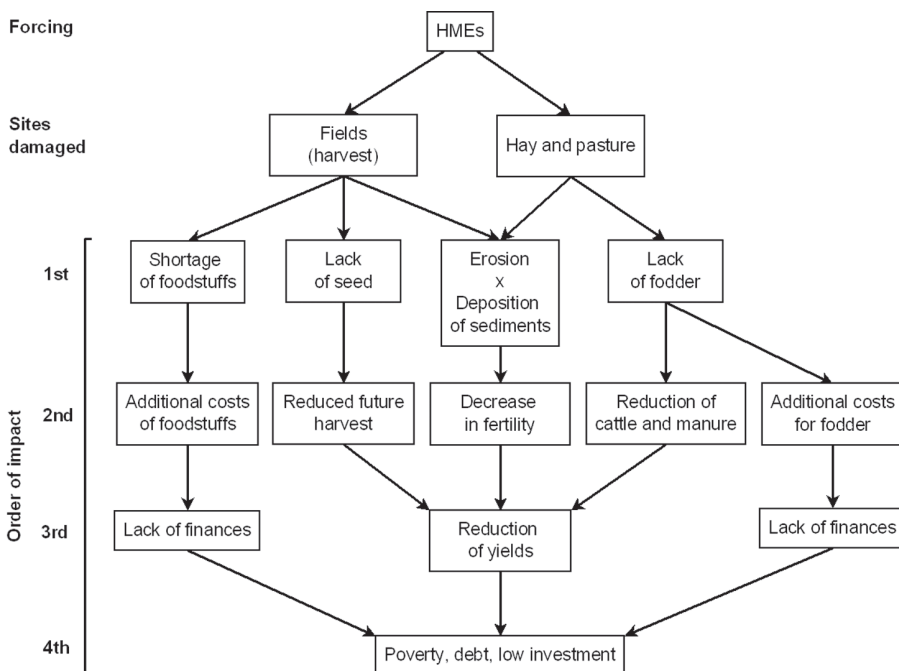 Forcing
HMEs
Sites
damaged
Fields
(harvest)
Hay and pasture
Order of impact
1st
Shortage
of foodstuffs
Lack
of seed
Erosion
x
Deposition
of sediments
Lack
of fodder
2nd
Additional costs
of foodstuffs
Reduced future
harvest
Decrease
in fertility
Reduction of
cattle and manure
Additional costs
for fodder
3rd
Lack of finances
Reduction
of yields
Lack of finances
4th
Poverty, debt, low investment